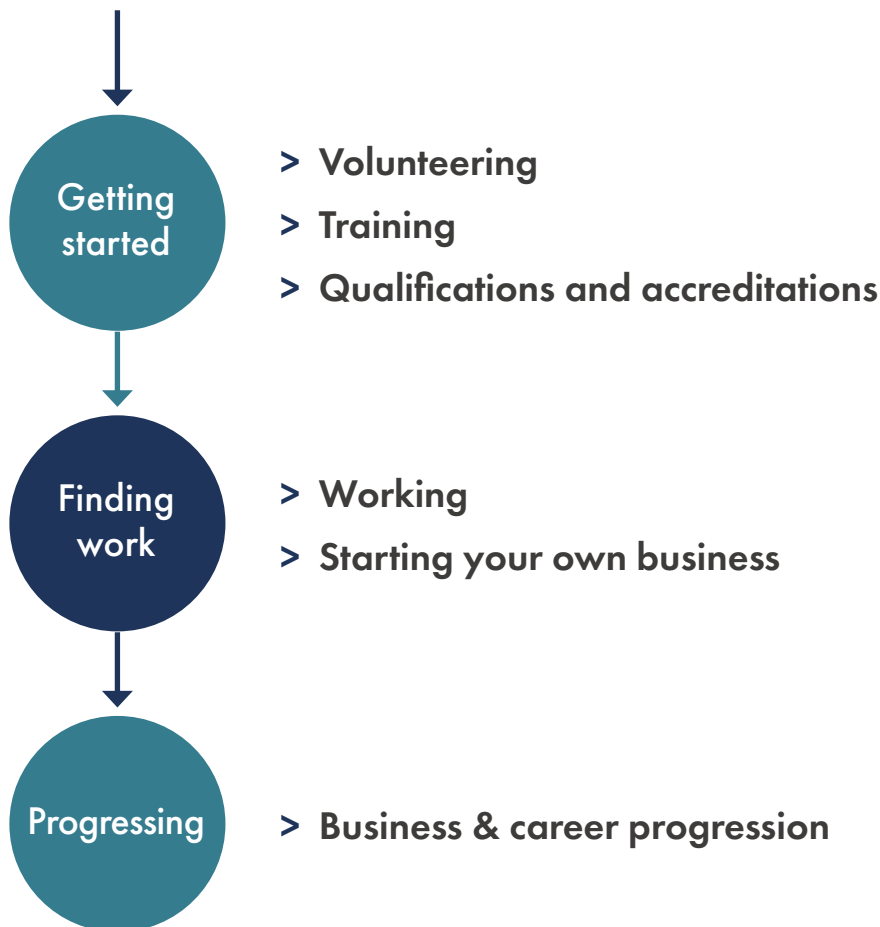 Getting
started
> Volunteering
> Training
> Qualifications and accreditations
Finding
work
> Working
> Starting your own business
Progressing
> Business & career progression